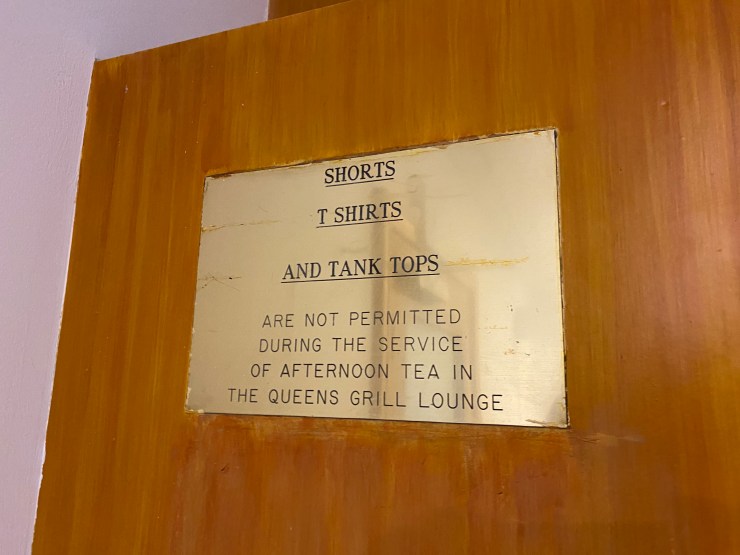 SHORTS
T SHIRTS
AND TANK TOPS
ARE NOT PERMITTED
DURING THE SERVICE
OF AFTERNOON TEA IN
THE QUEENS GRILL LOUNGE